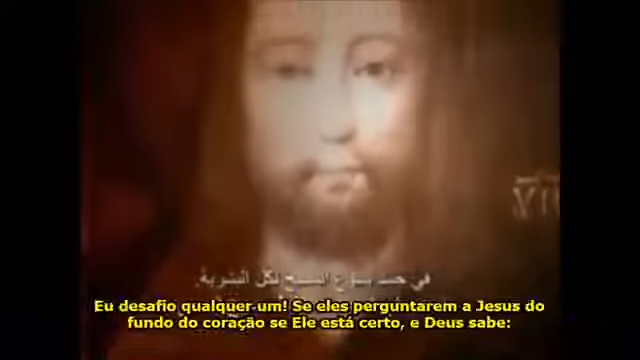 في حب يسوع المسيح لكل البشرية.
Eu desafio qualquer um! Se eles perguntarem a Jesus do
fundo do coração se Ele está certo, e Deus sabe: